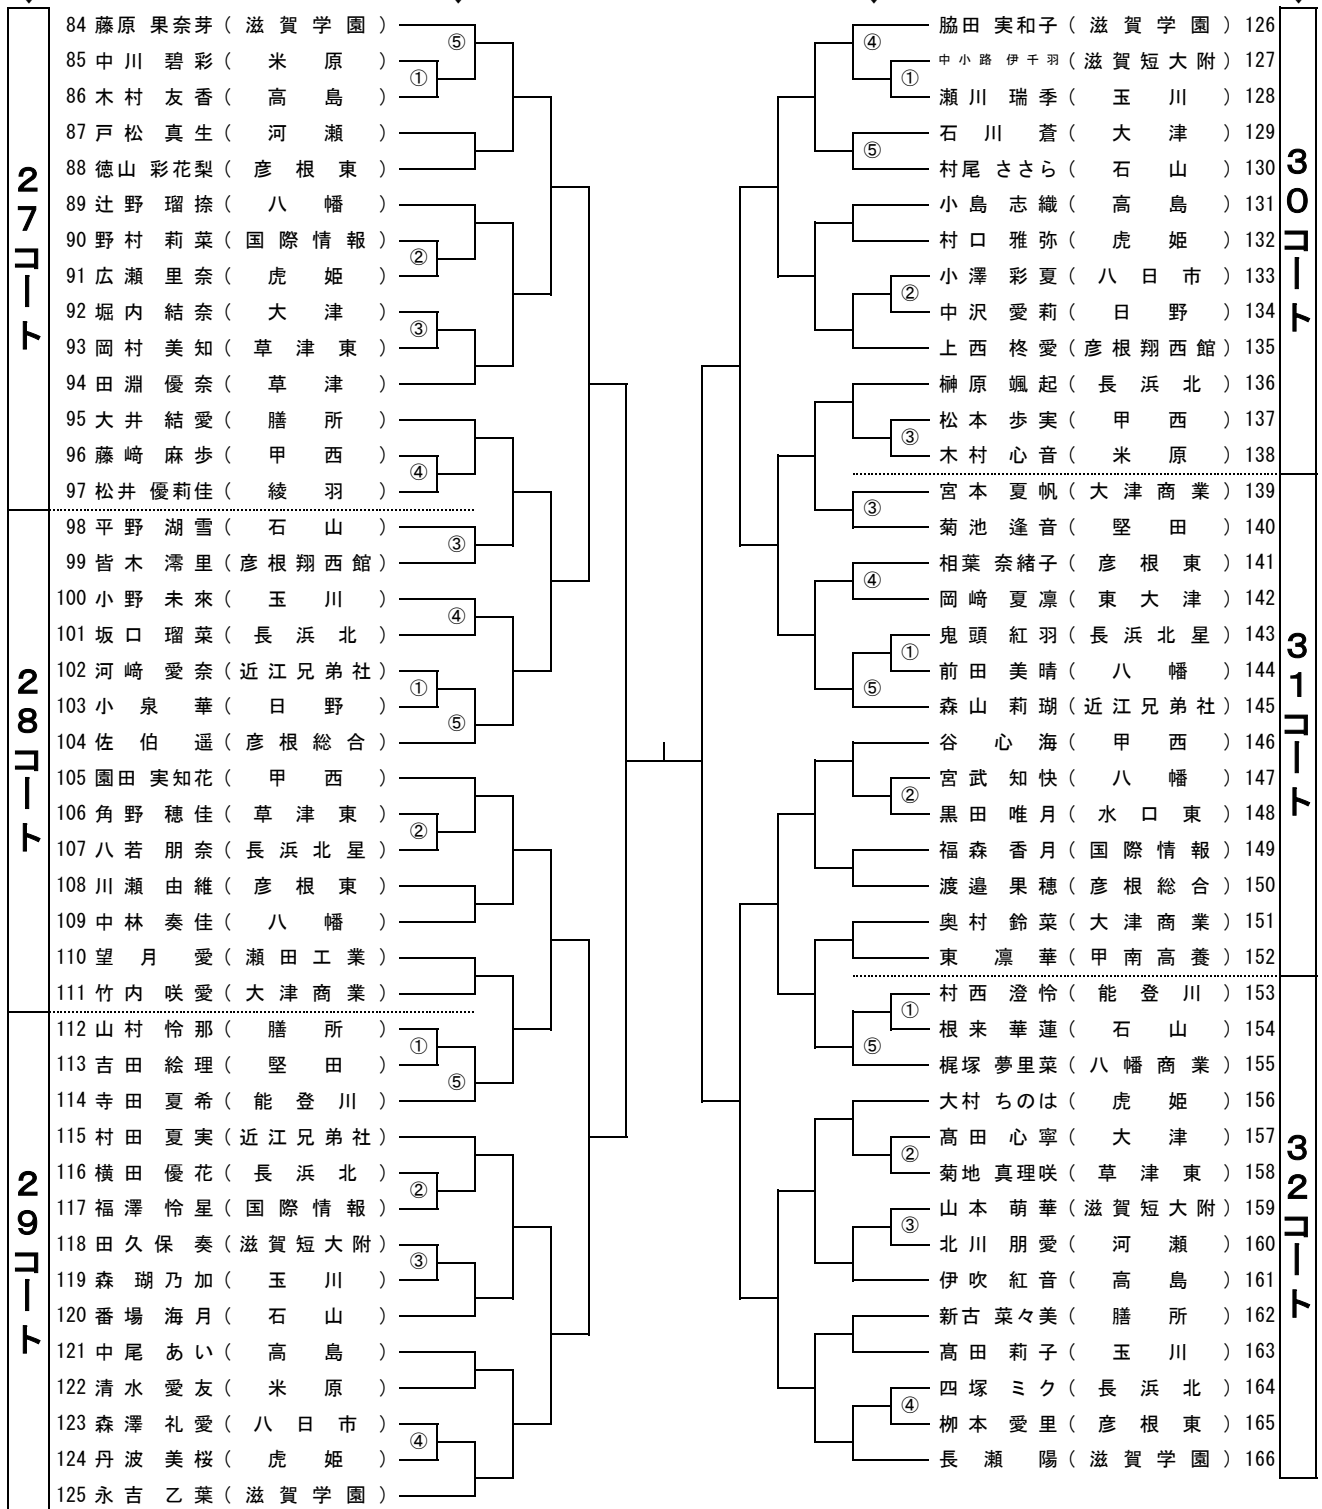 27コート
84 藤原 果奈芽 ( 滋賀学園 ) ⑤
85 中川 碧彩 ( 米原 ) ①
86 木村 友香 ( 高島 )
87 戸松 真生 ( 河瀬 )
88 徳山 彩花梨 ( 彦根東 )
89 辻野 瑠捺 ( 八幡 )
90 野村 莉菜 ( 国際情報 ) ②
91 広瀬 里奈 ( 虎姫 )
92 堀内 結奈 ( 大津 ) ③
93 岡村 美知 ( 草津東 )
94 田淵 優奈 ( 草津 )
95 大井 結愛 ( 膳所 )
96 藤﨑 麻歩 ( 甲西 ) ④
97 松井 優莉佳 ( 綾羽 )
28コート
98 平野 湖雪 ( 石山 ) ③
99 皆木 澪里 ( 彦根翔西館 )
100 小野 未來 ( 玉川 ) ④
101 坂口 瑠菜 ( 長浜北 )
102 河﨑 愛奈 ( 近江兄弟社 ) ①
103 小泉 華 ( 日野 ) ⑤
104 佐伯 遥 ( 彦根総合 )
105 園田 実知花 ( 甲西 )
106 角野 穂佳 ( 草津東 ) ②
107 八若 朋奈 ( 長浜北星 )
108 川瀬 由維 ( 彦根東 )
109 中林 奏佳 ( 八幡 )
110 望月 愛 ( 瀬田工業 )
111 竹内 咲愛 ( 大津商業 )
29コート
112 山村 怜那 ( 膳所 ) ①
113 吉田 絵理 ( 堅田 ) ⑤
114 寺田 夏希 ( 能登川 )
115 村田 夏実 ( 近江兄弟社 )
116 横田 優花 ( 長浜北 ) ②
117 福澤 怜星 ( 国際情報 )
118 田久保 奏 ( 滋賀短大附 ) ③
119 森 瑚乃加 ( 玉川 )
120 番場 海月 ( 石山 )
121 中尾 あい ( 高島 )
122 清水 愛友 ( 米原 )
123 森澤 礼愛 ( 八日市 ) ④
124 丹波 美桜 ( 虎姫 )
125 永吉 乙葉 ( 滋賀学園 )
30コート
④ 脇田 実和子 ( 滋賀学園 ) 126
① 中小路 伊千羽 ( 滋賀短大附 ) 127
瀬川 瑞季 ( 玉川 ) 128
⑤ 石川 蒼 ( 大津 ) 129
村尾 ささら ( 石山 ) 130
小島 志織 ( 高島 ) 131
村口 雅弥 ( 虎姫 ) 132
② 小澤 彩夏 ( 八日市 ) 133
中沢 愛莉 ( 日野 ) 134
上西 柊愛 ( 彦根翔西館 ) 135
榊原 颯起 ( 長浜北 ) 136
③ 松本 歩実 ( 甲西 ) 137
木村 心音 ( 米原 ) 138
31コート
③ 宮本 夏帆 ( 大津商業 ) 139
菊池 逢音 ( 堅田 ) 140
④ 相葉 奈緒子 ( 彦根東 ) 141
岡﨑 夏凛 ( 東大津 ) 142
① 鬼頭 紅羽 ( 長浜北星 ) 143
⑤ 前田 美晴 ( 八幡 ) 144
森山 莉瑚 ( 近江兄弟社 ) 145
谷 心海 ( 甲西 ) 146
② 宮武 知快 ( 八幡 ) 147
黒田 唯月 ( 水口東 ) 148
福森 香月 ( 国際情報 ) 149
渡邉 果穂 ( 彦根総合 ) 150
奥村 鈴菜 ( 大津商業 ) 151
東 凛華 ( 甲南高養 ) 152
32コート
① 村西 澄怜 ( 能登川 ) 153
⑤ 根来 華蓮 ( 石山 ) 154
梶塚 夢里菜 ( 八幡商業 ) 155
大村 ちのは ( 虎姫 ) 156
② 髙田 心寧 ( 大津 ) 157
菊地 真理咲 ( 草津東 ) 158
③ 山本 萌華 ( 滋賀短大附 ) 159
北川 朋愛 ( 河瀬 ) 160
伊吹 紅音 ( 高島 ) 161
新古 菜々美 ( 膳所 ) 162
髙田 莉子 ( 玉川 ) 163
④ 四塚 ミク ( 長浜北 ) 164
栁本 愛里 ( 彦根東 ) 165
長瀬 陽 ( 滋賀学園 ) 166